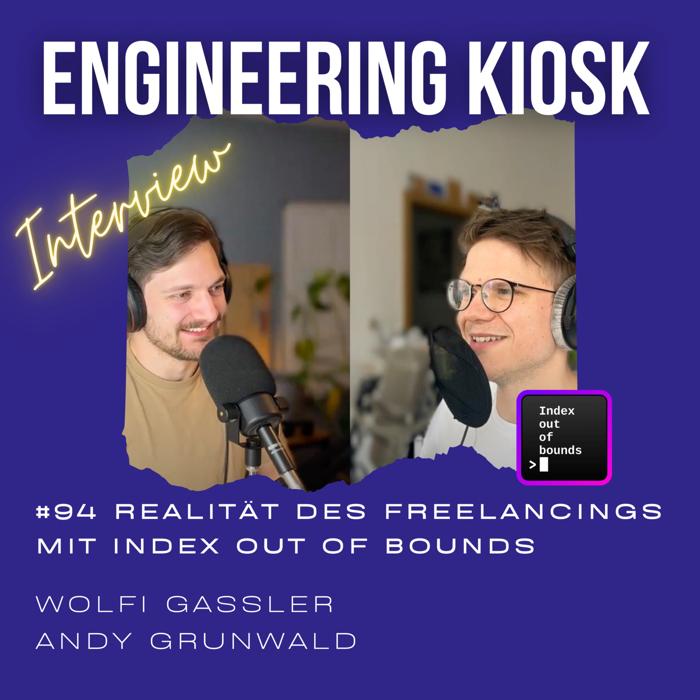 ENGINEERING KIOSK
Interview
Index
out
of
bounds
>
#94 REALITÄT DES FREELANCINGS
MIT INDEX OUT OF BOUNDS
WOLFI GASSLER
ANDY GRUNWALD